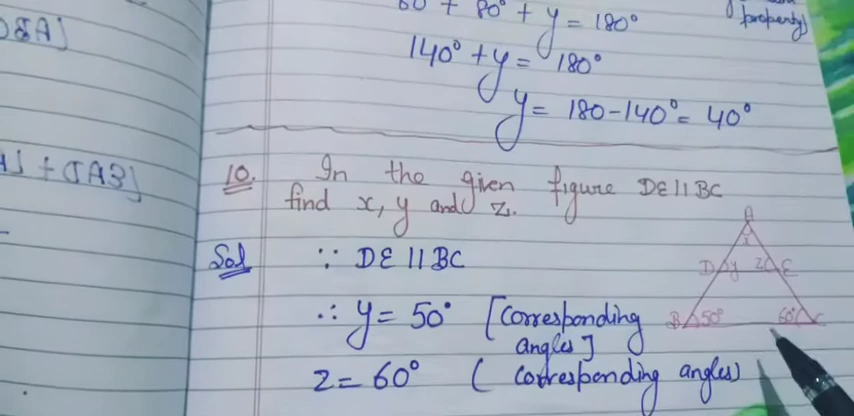 60 + 80° + y = 180°
property)
140° + y = 180°
y = 180 - 140° = 40°
10. In the given figure DE || BC
find x, y and z.
Sol ∵ DE || BC
∴ y = 50° [Corresponding
angles]
z = 60° ( Corresponding angles)
A
x
D y z E
B 50° 60° C